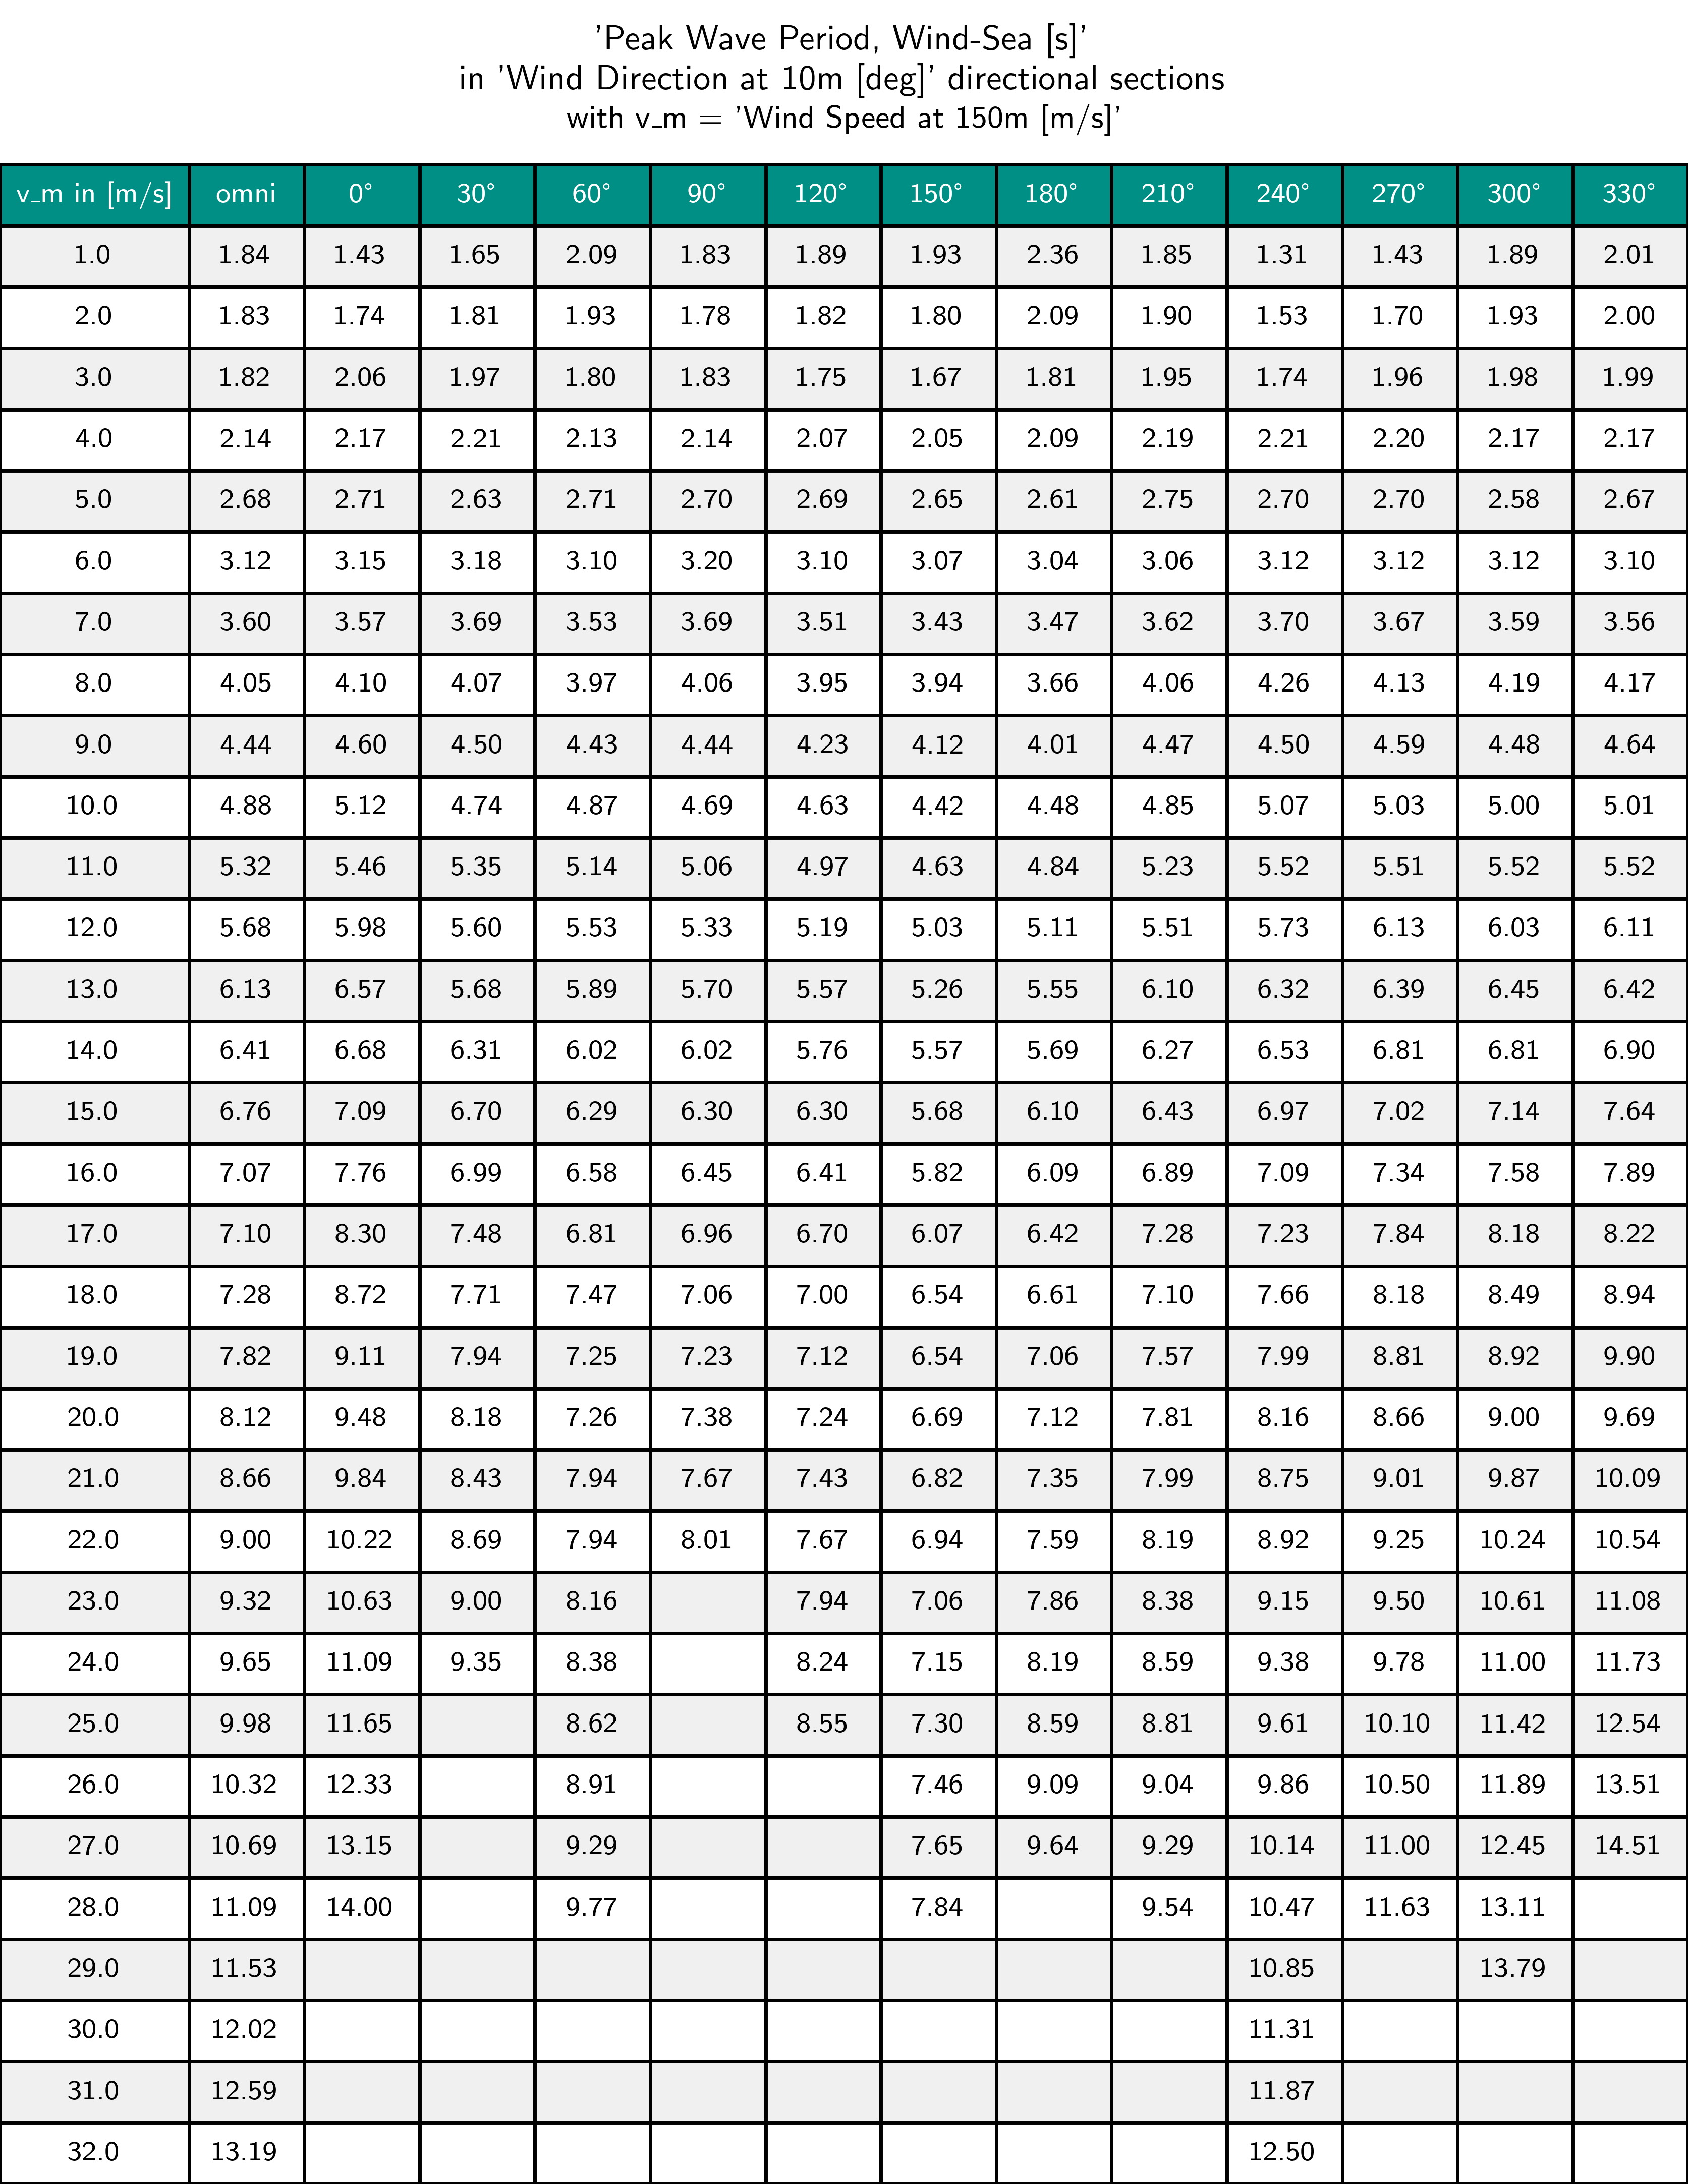 'Peak Wave Period, Wind-Sea [s]'
in 'Wind Direction at 10m [deg]' directional sections
with v_m = 'Wind Speed at 150m [m/s]'
v_m in [m/s] omni 0° 30° 60° 90° 120° 150° 180° 210° 240° 270° 300° 330°
1.0 1.84 1.43 1.65 2.09 1.83 1.89 1.93 2.36 1.85 1.31 1.43 1.89 2.01
2.0 1.83 1.74 1.81 1.93 1.78 1.82 1.80 2.09 1.90 1.53 1.70 1.93 2.00
3.0 1.82 2.06 1.97 1.80 1.83 1.75 1.67 1.81 1.95 1.74 1.96 1.98 1.99
4.0 2.14 2.17 2.21 2.13 2.14 2.07 2.05 2.09 2.19 2.21 2.20 2.17 2.17
5.0 2.68 2.71 2.63 2.71 2.70 2.69 2.65 2.61 2.75 2.70 2.70 2.58 2.67
6.0 3.12 3.15 3.18 3.10 3.20 3.10 3.07 3.04 3.06 3.12 3.12 3.12 3.10
7.0 3.60 3.57 3.69 3.53 3.69 3.51 3.43 3.47 3.62 3.70 3.67 3.59 3.56
8.0 4.05 4.10 4.07 3.97 4.06 3.95 3.94 3.66 4.06 4.26 4.13 4.19 4.17
9.0 4.44 4.60 4.50 4.43 4.44 4.23 4.12 4.01 4.47 4.50 4.59 4.48 4.64
10.0 4.88 5.12 4.74 4.87 4.69 4.63 4.42 4.48 4.85 5.07 5.03 5.00 5.01
11.0 5.32 5.46 5.35 5.14 5.06 4.97 4.63 4.84 5.23 5.52 5.51 5.52 5.52
12.0 5.68 5.98 5.60 5.53 5.33 5.19 5.03 5.11 5.51 5.73 6.13 6.03 6.11
13.0 6.13 6.57 5.68 5.89 5.70 5.57 5.26 5.55 6.10 6.32 6.39 6.45 6.42
14.0 6.41 6.68 6.31 6.02 6.02 5.76 5.57 5.69 6.27 6.53 6.81 6.81 6.90
15.0 6.76 7.09 6.70 6.29 6.30 6.30 5.68 6.10 6.43 6.97 7.02 7.14 7.64
16.0 7.07 7.76 6.99 6.58 6.45 6.41 5.82 6.09 6.89 7.09 7.34 7.58 7.89
17.0 7.10 8.30 7.48 6.81 6.96 6.70 6.07 6.42 7.28 7.23 7.84 8.18 8.22
18.0 7.28 8.72 7.71 7.47 7.06 7.00 6.54 6.61 7.10 7.66 8.18 8.49 8.94
19.0 7.82 9.11 7.94 7.25 7.23 7.12 6.54 7.06 7.57 7.99 8.81 8.92 9.90
20.0 8.12 9.48 8.18 7.26 7.38 7.24 6.69 7.12 7.81 8.16 8.66 9.00 9.69
21.0 8.66 9.84 8.43 7.94 7.67 7.43 6.82 7.35 7.99 8.75 9.01 9.87 10.09
22.0 9.00 10.22 8.69 7.94 8.01 7.67 6.94 7.59 8.19 8.92 9.25 10.24 10.54
23.0 9.32 10.63 9.00 8.16 7.94 7.06 7.86 8.38 9.15 9.50 10.61 11.08
24.0 9.65 11.09 9.35 8.38 8.24 7.15 8.19 8.59 9.38 9.78 11.00 11.73
25.0 9.98 11.65 8.62 8.55 7.30 8.59 8.81 9.61 10.10 11.42 12.54
26.0 10.32 12.33 8.91 7.46 9.09 9.04 9.86 10.50 11.89 13.51
27.0 10.69 13.15 9.29 7.65 9.64 9.29 10.14 11.00 12.45 14.51
28.0 11.09 14.00 9.77 7.84 9.54 10.47 11.63 13.11
29.0 11.53 10.85 13.79
30.0 12.02 11.31
31.0 12.59 11.87
32.0 13.19 12.50